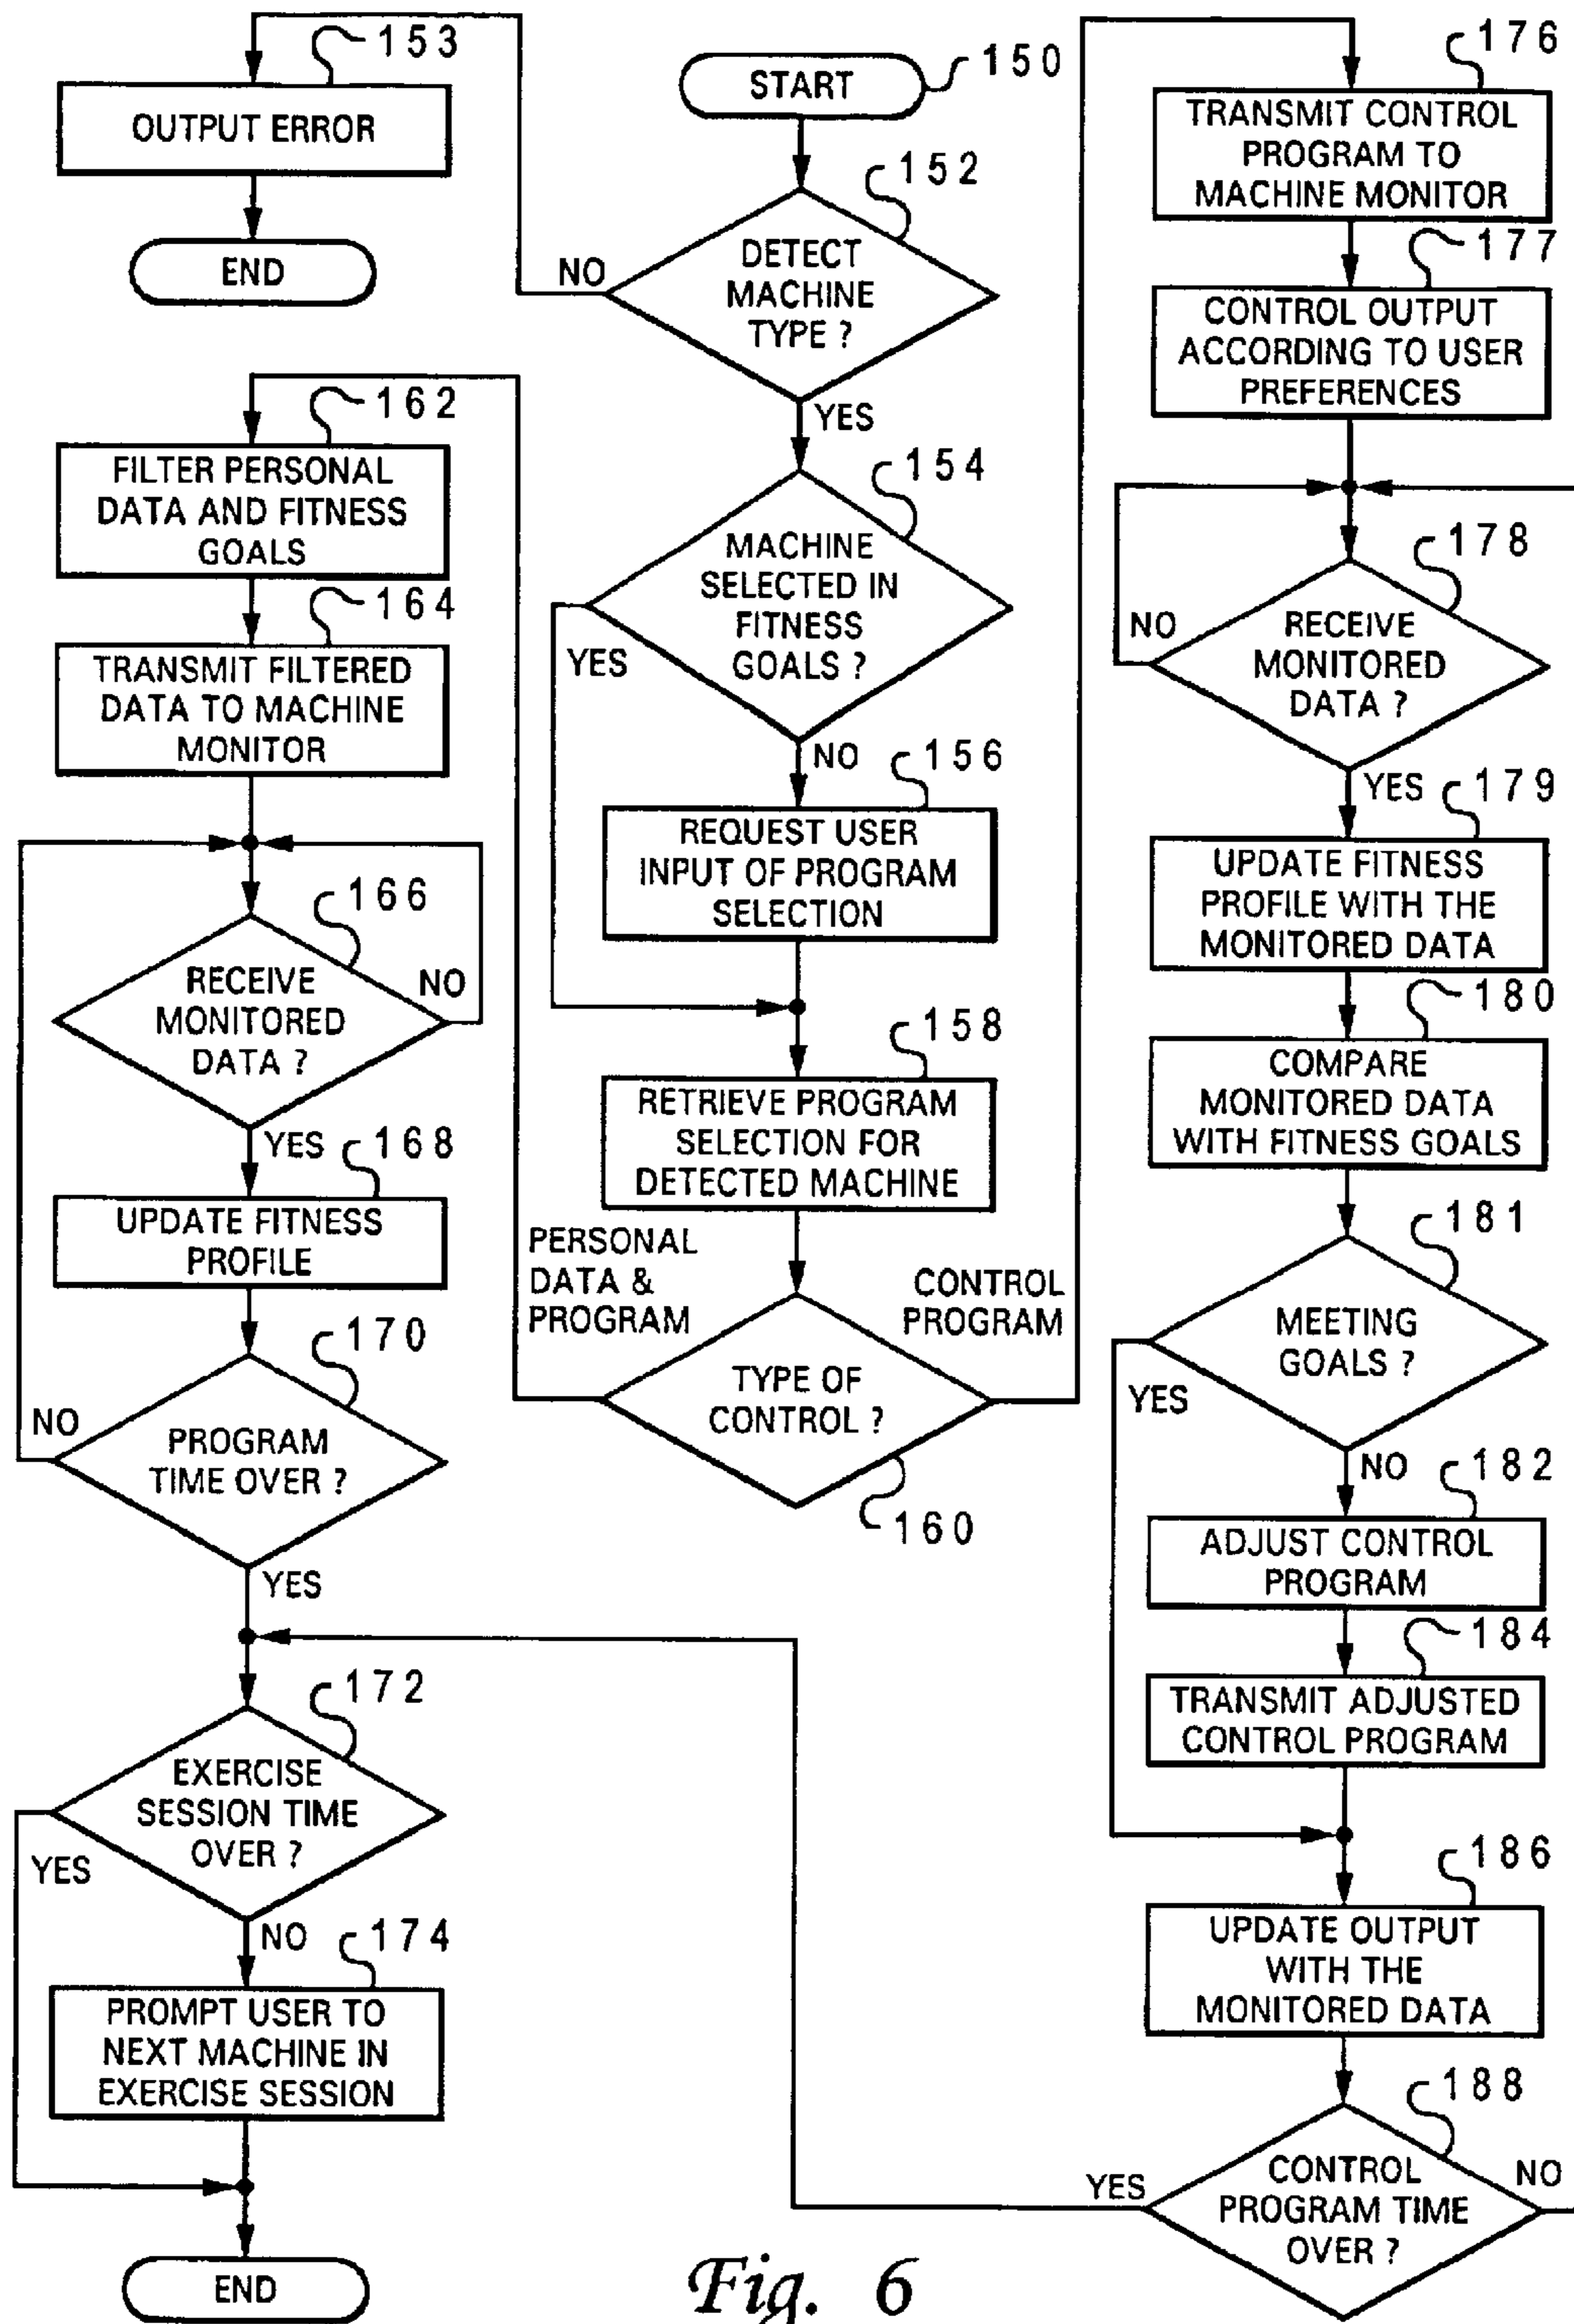 START
150
152
DETECT
MACHINE
TYPE ?
NO
YES
153
OUTPUT ERROR
END
154
MACHINE
SELECTED IN
FITNESS
GOALS ?
YES
NO
156
REQUEST USER
INPUT OF PROGRAM
SELECTION
158
RETRIEVE PROGRAM
SELECTION FOR
DETECTED MACHINE
PERSONAL
DATA &
PROGRAM
CONTROL
PROGRAM
TYPE OF
CONTROL ?
160
162
FILTER PERSONAL
DATA AND FITNESS
GOALS
164
TRANSMIT FILTERED
DATA TO MACHINE
MONITOR
166
RECEIVE
MONITORED
DATA ?
NO
YES
168
UPDATE FITNESS
PROFILE
170
PROGRAM
TIME OVER ?
NO
YES
172
EXERCISE
SESSION TIME
OVER ?
YES
NO
174
PROMPT USER TO
NEXT MACHINE IN
EXERCISE SESSION
END
176
TRANSMIT CONTROL
PROGRAM TO
MACHINE MONITOR
177
CONTROL OUTPUT
ACCORDING TO USER
PREFERENCES
178
RECEIVE
MONITORED
DATA ?
NO
YES
179
UPDATE FITNESS
PROFILE WITH THE
MONITORED DATA
180
COMPARE
MONITORED DATA
WITH FITNESS GOALS
181
MEETING
GOALS ?
YES
NO
182
ADJUST CONTROL
PROGRAM
184
TRANSMIT ADJUSTED
CONTROL PROGRAM
186
UPDATE OUTPUT
WITH THE
MONITORED DATA
188
CONTROL
PROGRAM TIME
OVER ?
YES
NO
Fig. 6